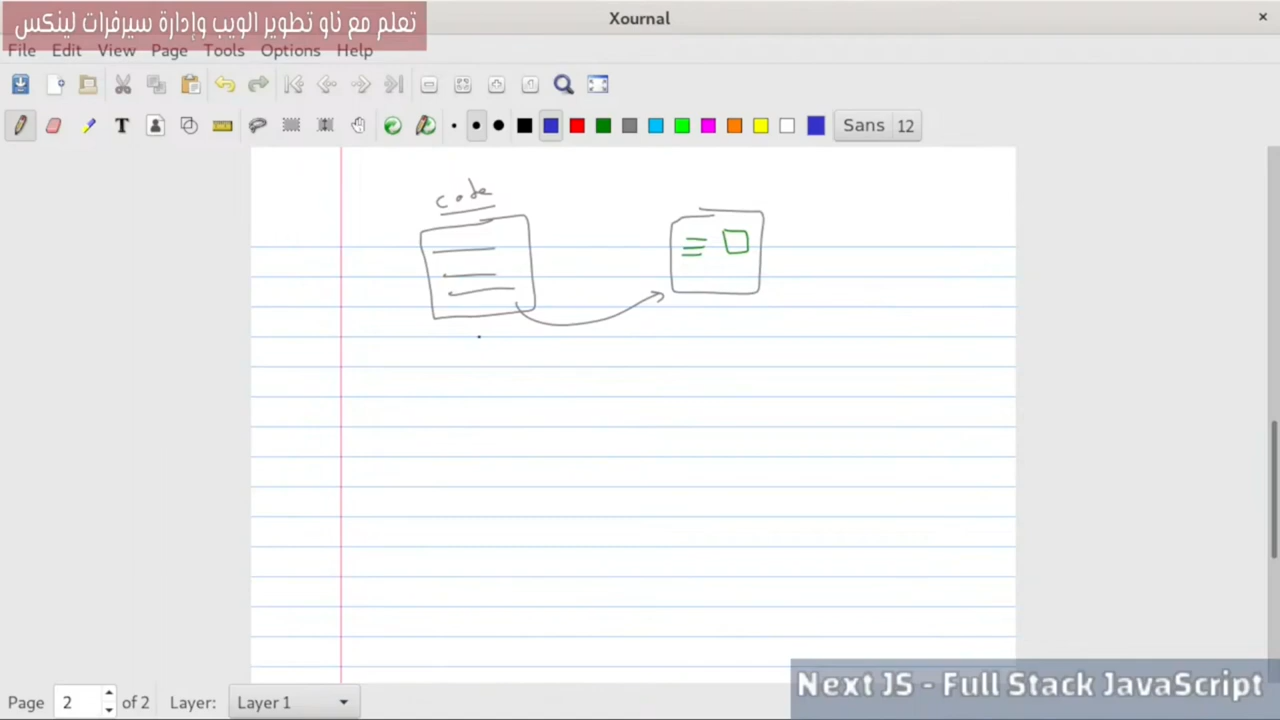 تعلم مع ناو تطوير الويب وإدارة سيرفرات لينكس
Xournal
File Edit View Page Tools Options Help
Sans 12
code
Page 2 of 2 Layer: Layer 1
Next JS - Full Stack JavaScript